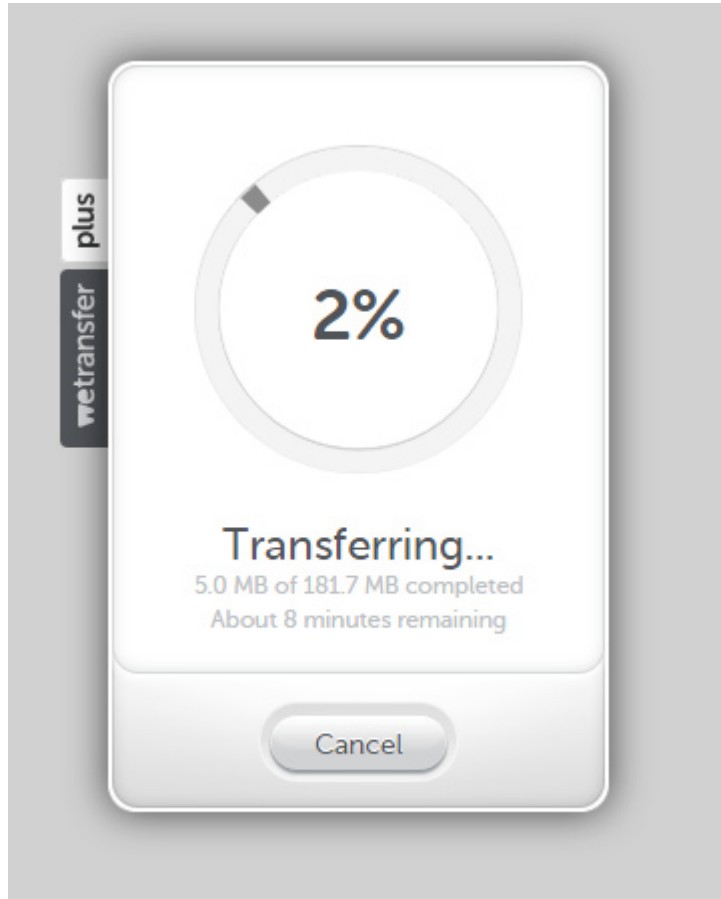 plus
wetransfer
2%
Transferring...
5.0 MB of 181.7 MB completed
About 8 minutes remaining
Cancel